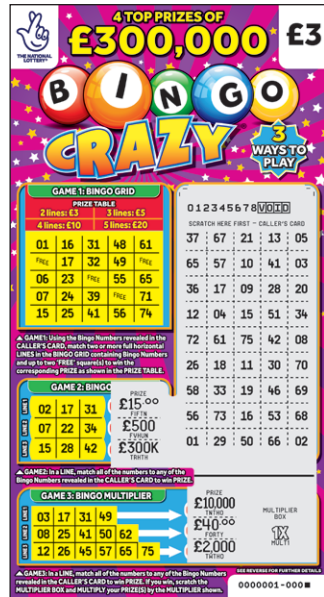 4 TOP PRIZES OF
£300,000
£3
THE NATIONAL
LOTTERY®
BINGO
CRAZY
3
WAYS TO
PLAY
GAME 1: BINGO GRID
PRIZE TABLE
2 lines: £3 3 lines: £5
4 lines: £10 5 lines: £20
01 16 31 48 61
FREE 17 32 49 FREE
06 23 FREE 55 65
07 24 39 FREE 71
15 25 41 56 74
012345678VOID
SCRATCH HERE FIRST - CALLER'S CARD
37 67 21 13 05
65 57 10 41 03
36 17 09 28 20
12 04 15 51 34
72 61 75 42 08
26 18 11 30 70
58 33 19 46 69
56 73 16 53 68
01 29 50 66 02
▲ GAME1: Using the Bingo Numbers revealed in the
CALLER'S CARD, match two or more full horizontal
LINES in the BINGO GRID containing Bingo Numbers
and up to two "FREE" square(s) to win the
corresponding PRIZE as shown in the PRIZE TABLE.
GAME 2: BINGO
PRIZE
LINE 1 02 17 31 £15.00
FIFTN
LINE 2 07 22 34 £500
FVHUN
LINE 3 15 28 42 £300K
TRHTH
▲ GAME2: In a LINE, match all of the numbers to any of the
Bingo Numbers revealed in the CALLER'S CARD to win PRIZE.
GAME 3: BINGO MULTIPLIER
PRIZE
LINE 1 03 17 31 49 £10,000
TNTHO
LINE 2 08 25 41 50 62 £40.00
FORTY
LINE 3 12 26 45 57 65 75 £2,000
TWTHO
MULTIPLIER
BOX
1X
MULTI
▲ GAME3: In a LINE, match all of the numbers to any of the Bingo Numbers
revealed in the CALLER'S CARD to win PRIZE. If you win, scratch the
MULTIPLIER BOX and MULTIPLY your PRIZE(S) by the MULTIPLIER shown.
SEE REVERSE FOR FURTHER DETAILS
0000001-000